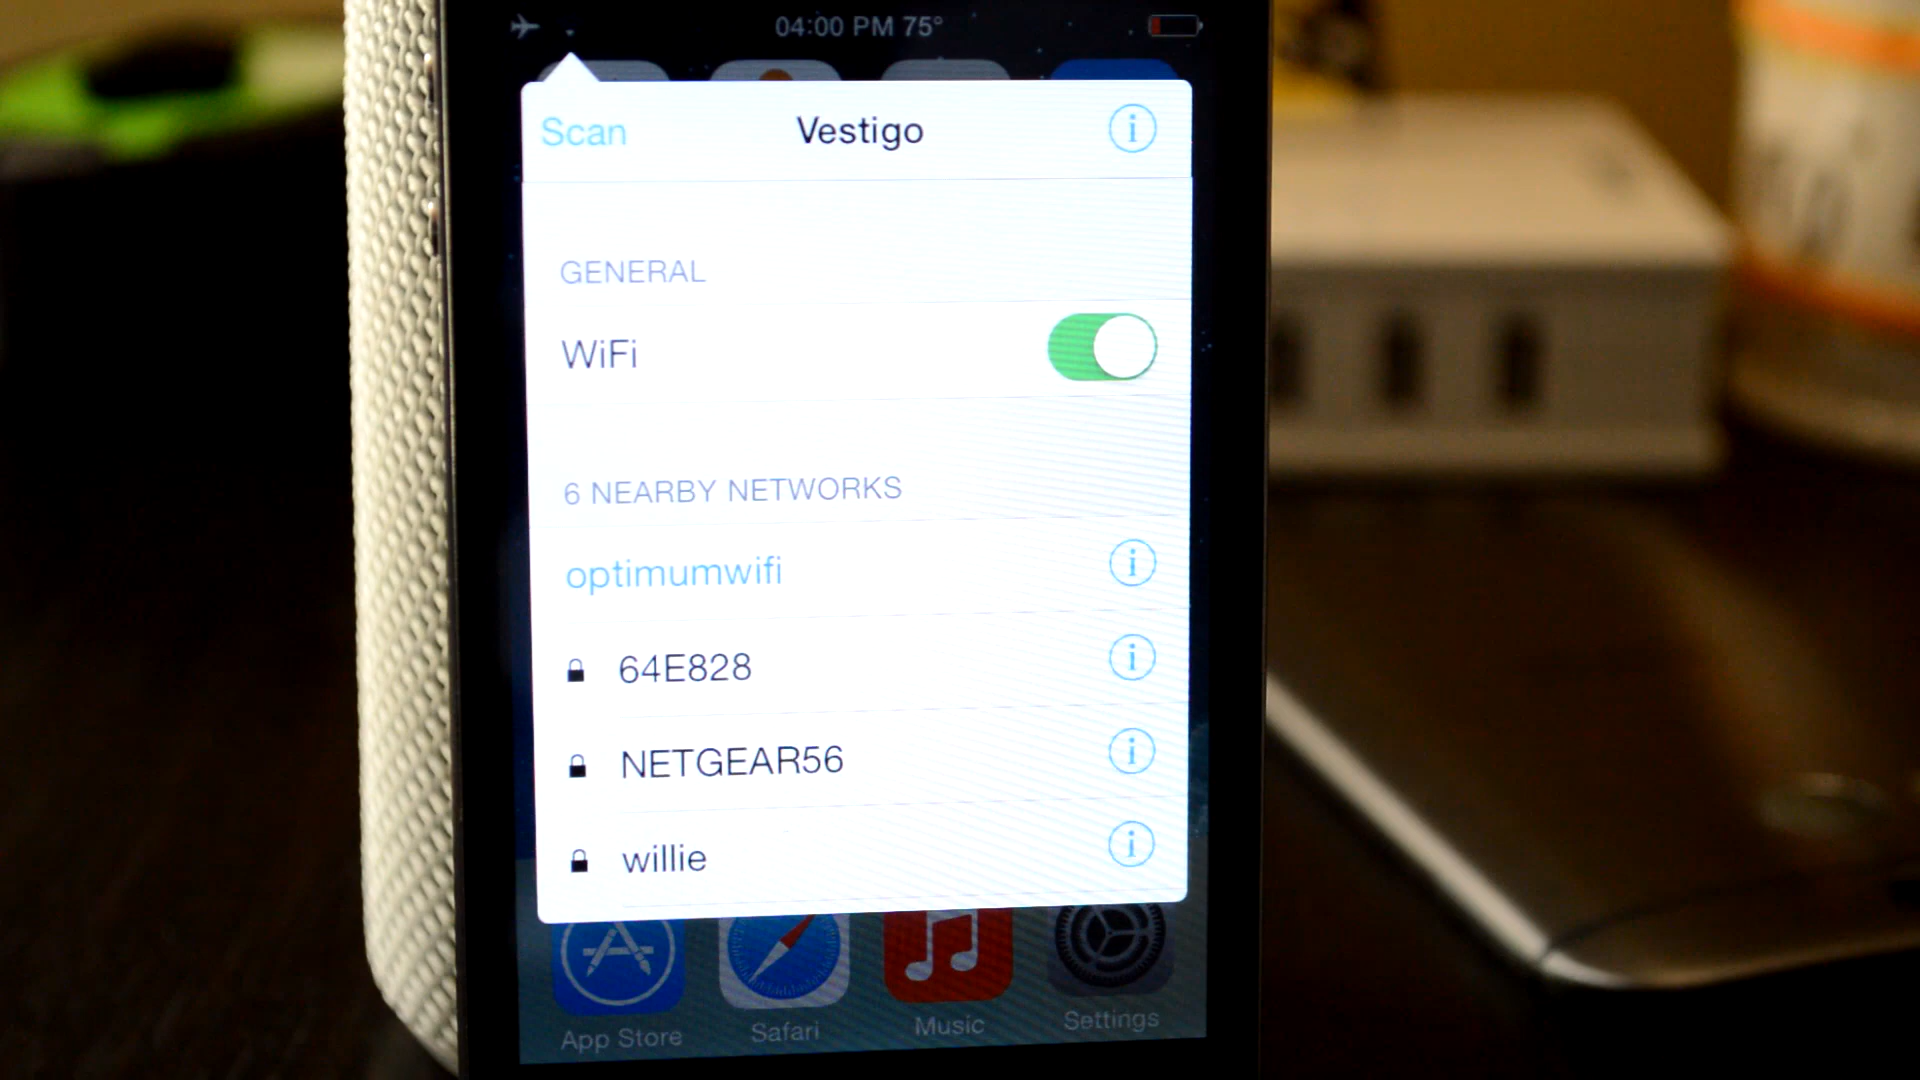 04:00 PM 75°
Scan Vestigo
GENERAL
WiFi
6 NEARBY NETWORKS
optimumwifi
64E828
NETGEAR56
willie
App Store Safari Music Settings